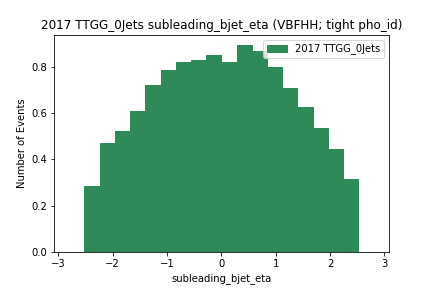 2017 TTGG_0Jets subleading_bjet_eta (VBFHH; tight pho_id)
2017 TTGG_0Jets
0.8
0.6
0.4
0.2
0.0
Number of Events
−3 −2 −1 0 1 2 3
subleading_bjet_eta